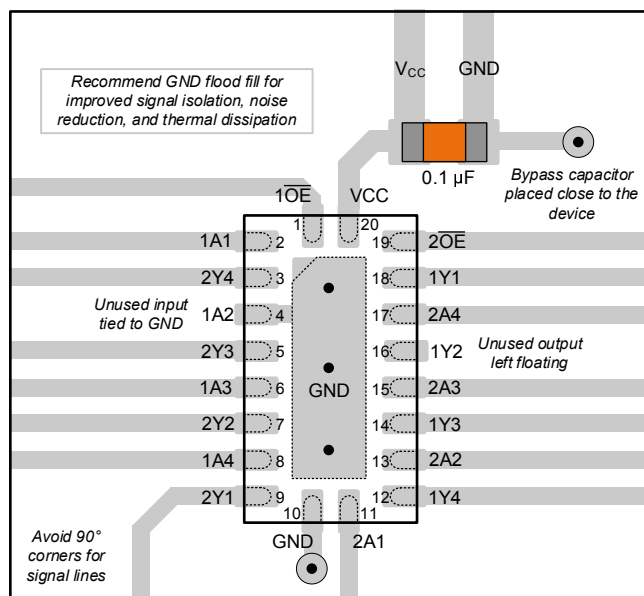 Recommend GND flood fill for
improved signal isolation, noise
reduction, and thermal dissipation
VCC GND
0.1 µF
Bypass capacitor
placed close to the
device
1O̅E̅ VCC
1 20
1A1 2 19 2O̅E̅
2Y4 3 18 1Y1
Unused input
tied to GND
1A2 4 17 2A4
2Y3 5 16 1Y2
Unused output
left floating
1A3 6 GND 15 2A3
2Y2 7 14 1Y3
1A4 8 13 2A2
2Y1 9 12 1Y4
10 11
GND 2A1
Avoid 90°
corners for
signal lines